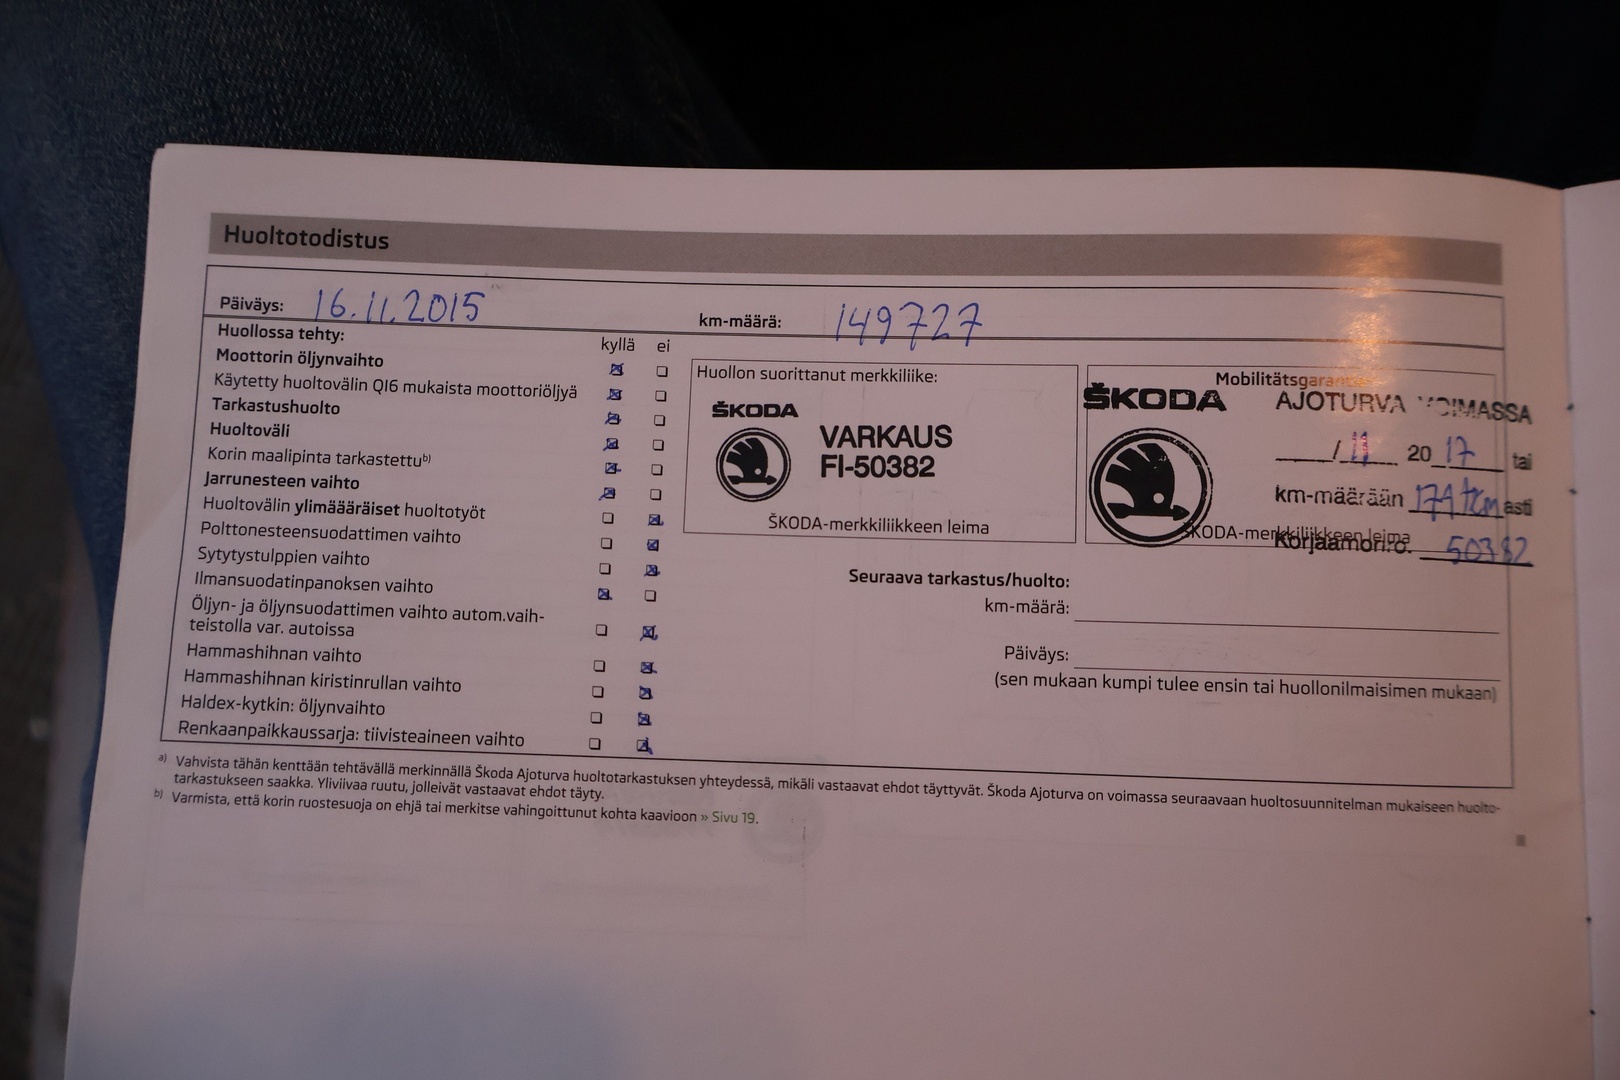 Huoltotodistus
Päiväys: 16.11.2015 km-määrä: 149727
Huollossa tehty: kyllä ei
Moottorin öljynvaihto
Käytetty huoltovälin QI6 mukaista moottoriöljyä
Tarkastushuolto
Huoltoväli
Korin maalipinta tarkastettu b)
Jarrunesteen vaihto
Huoltovälin ylimääräiset huoltotyöt
Polttonesteensuodattimen vaihto
Sytytystulppien vaihto
Ilmansuodatinpanoksen vaihto
Öljyn- ja öljynsuodattimen vaihto autom.vaih-
teistolla var. autoissa
Hammashihnan vaihto
Hammashihnan kiristinrullan vaihto
Haldex-kytkin: öljynvaihto
Renkaanpaikkaussarja: tiivisteaineen vaihto
Huollon suorittanut merkkiliike:
ŠKODA
VARKAUS
FI-50382
ŠKODA-merkkiliikkeen leima
Mobilitätsgarantie
ŠKODA AJOTURVA VOIMASSA
/11 2017 tai
km-määrään 174 tkm asti
ŠKODA-merkkiliikkeen leima
Korjaamon.o. 50382
Seuraava tarkastus/huolto:
km-määrä:
Päiväys:
(sen mukaan kumpi tulee ensin tai huollonilmaisimen mukaan)
a) Vahvista tähän kenttään tehtävällä merkinnällä Škoda Ajoturva huoltotarkastuksen yhteydessä, mikäli vastaavat ehdot täyttyvät. Škoda Ajoturva on voimassa seuraavaan huoltosuunnitelman mukaiseen huolto-
tarkastukseen saakka. Yliviivaa ruutu, jolleivät vastaavat ehdot täyty.
b) Varmista, että korin ruostesuoja on ehjä tai merkitse vahingoittunut kohta kaavioon » Sivu 19.